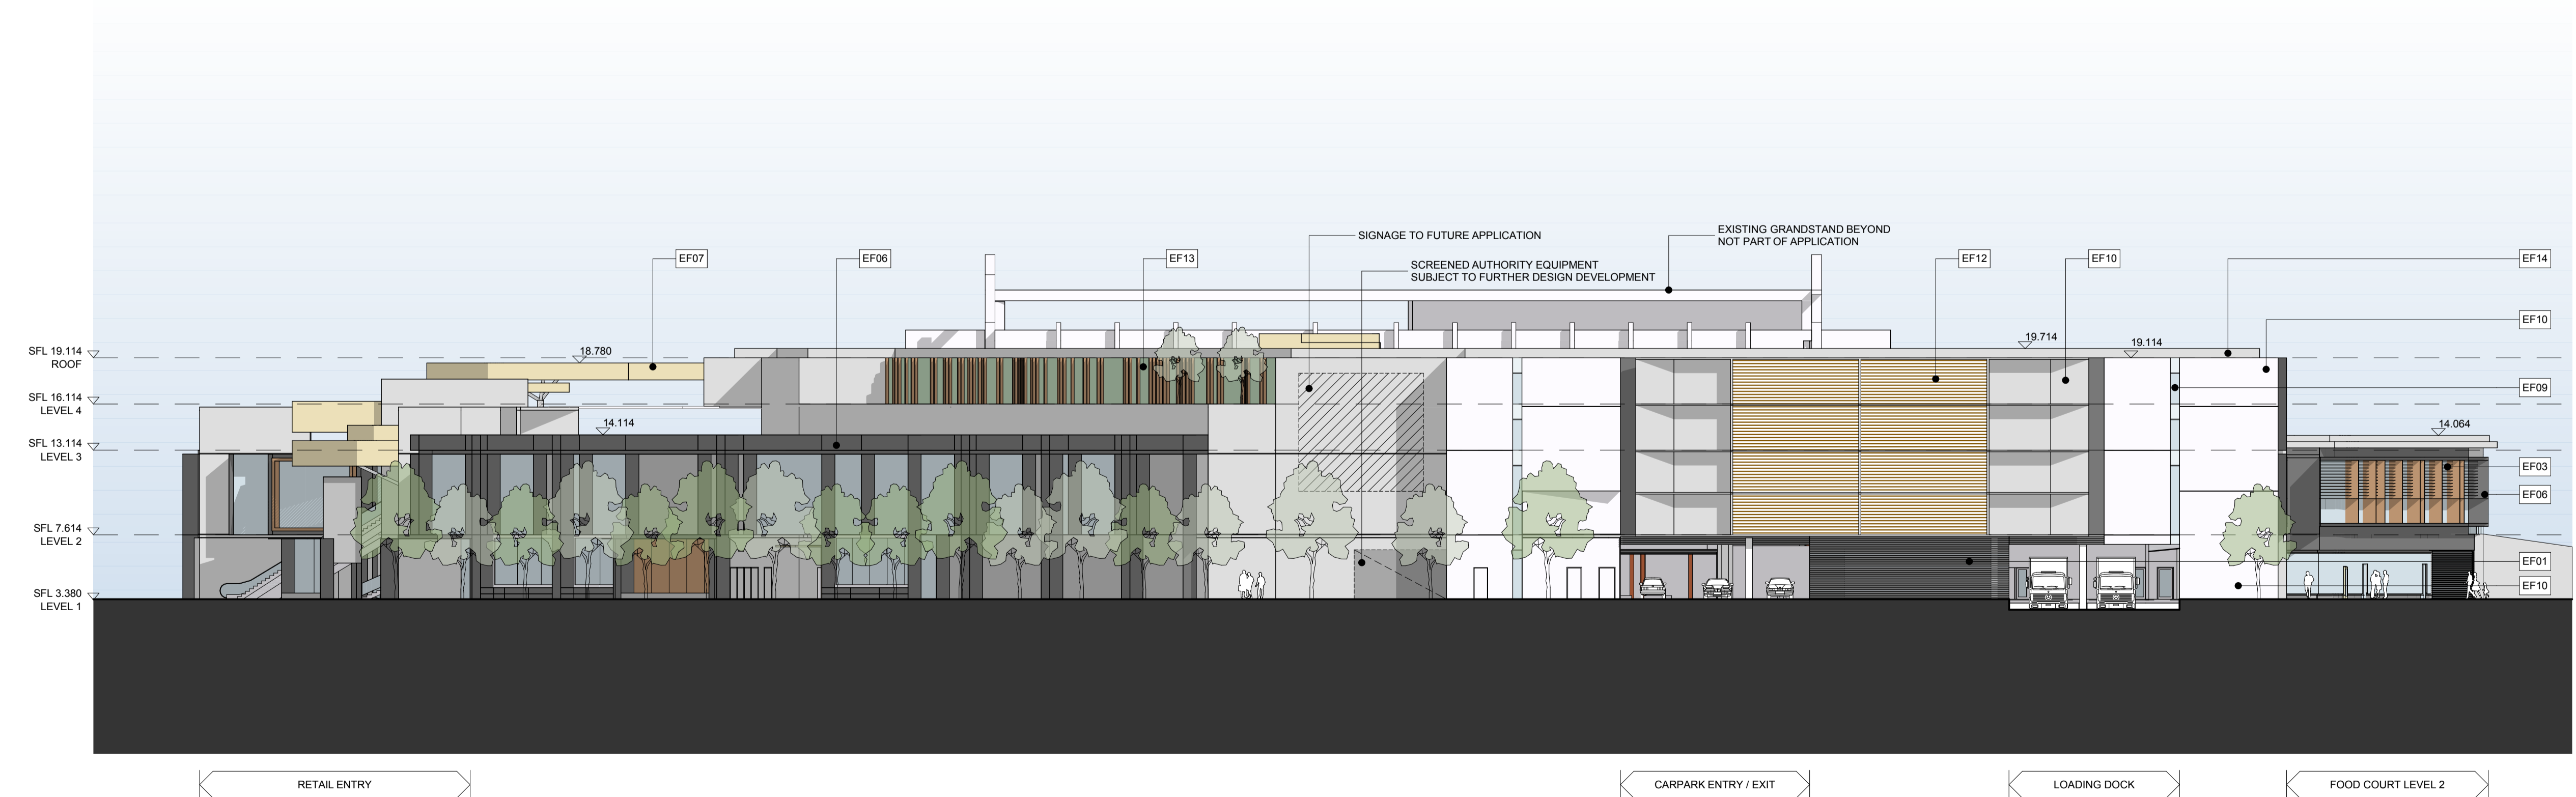 SIGNAGE TO FUTURE APPLICATION
EXISTING GRANDSTAND BEYOND
NOT PART OF APPLICATION
EF07
EF06
EF13
SCREENED AUTHORITY EQUIPMENT
SUBJECT TO FURTHER DESIGN DEVELOPMENT
EF12
EF10
EF14
EF10
SFL 19.114
ROOF
18.780
19.714
19.114
EF09
SFL 16.114
LEVEL 4
14.114
14.064
SFL 13.114
LEVEL 3
EF03
EF06
SFL 7.614
LEVEL 2
EF01
EF10
SFL 3.380
LEVEL 1
RETAIL ENTRY
CARPARK ENTRY / EXIT
LOADING DOCK
FOOD COURT LEVEL 2